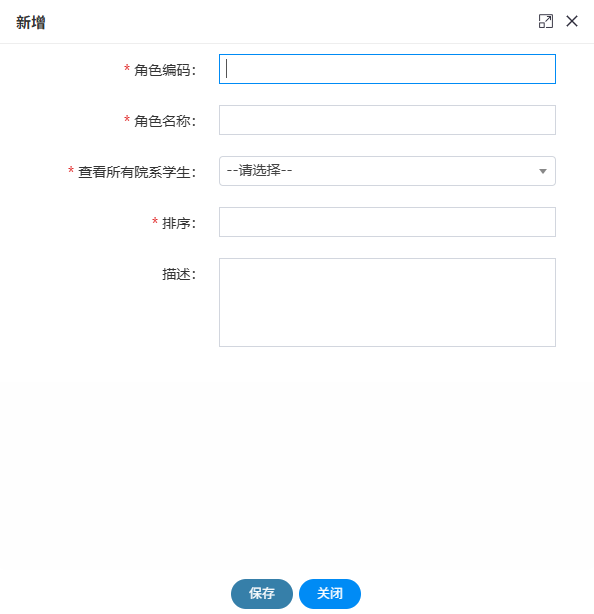 新增
* 角色编码：
* 角色名称：
* 查看所有院系学生： --请选择--
* 排序：
描述：
保存 关闭